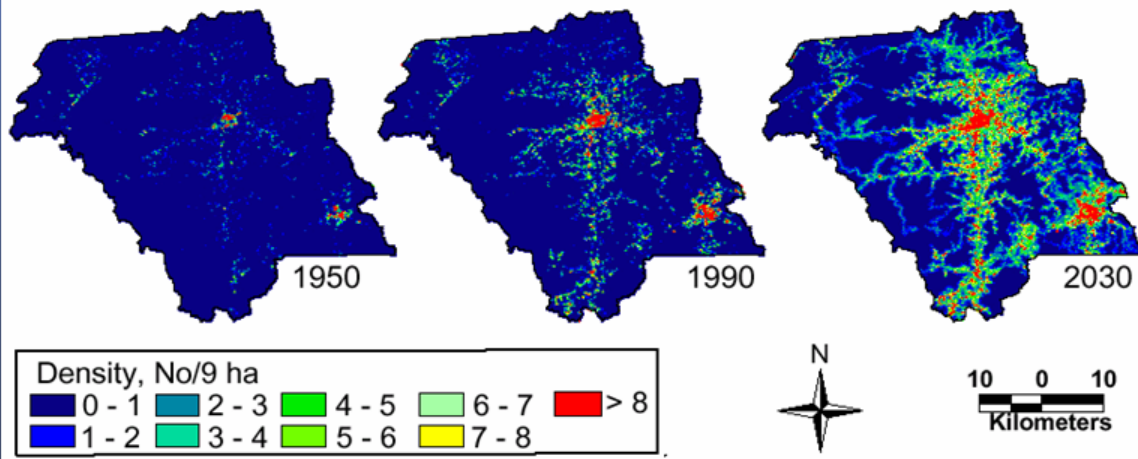 1950
1990
2030
Density, No/9 ha
0 - 1 2 - 3 4 - 5 6 - 7 > 8
1 - 2 3 - 4 5 - 6 7 - 8
N
10 0 10
Kilometers